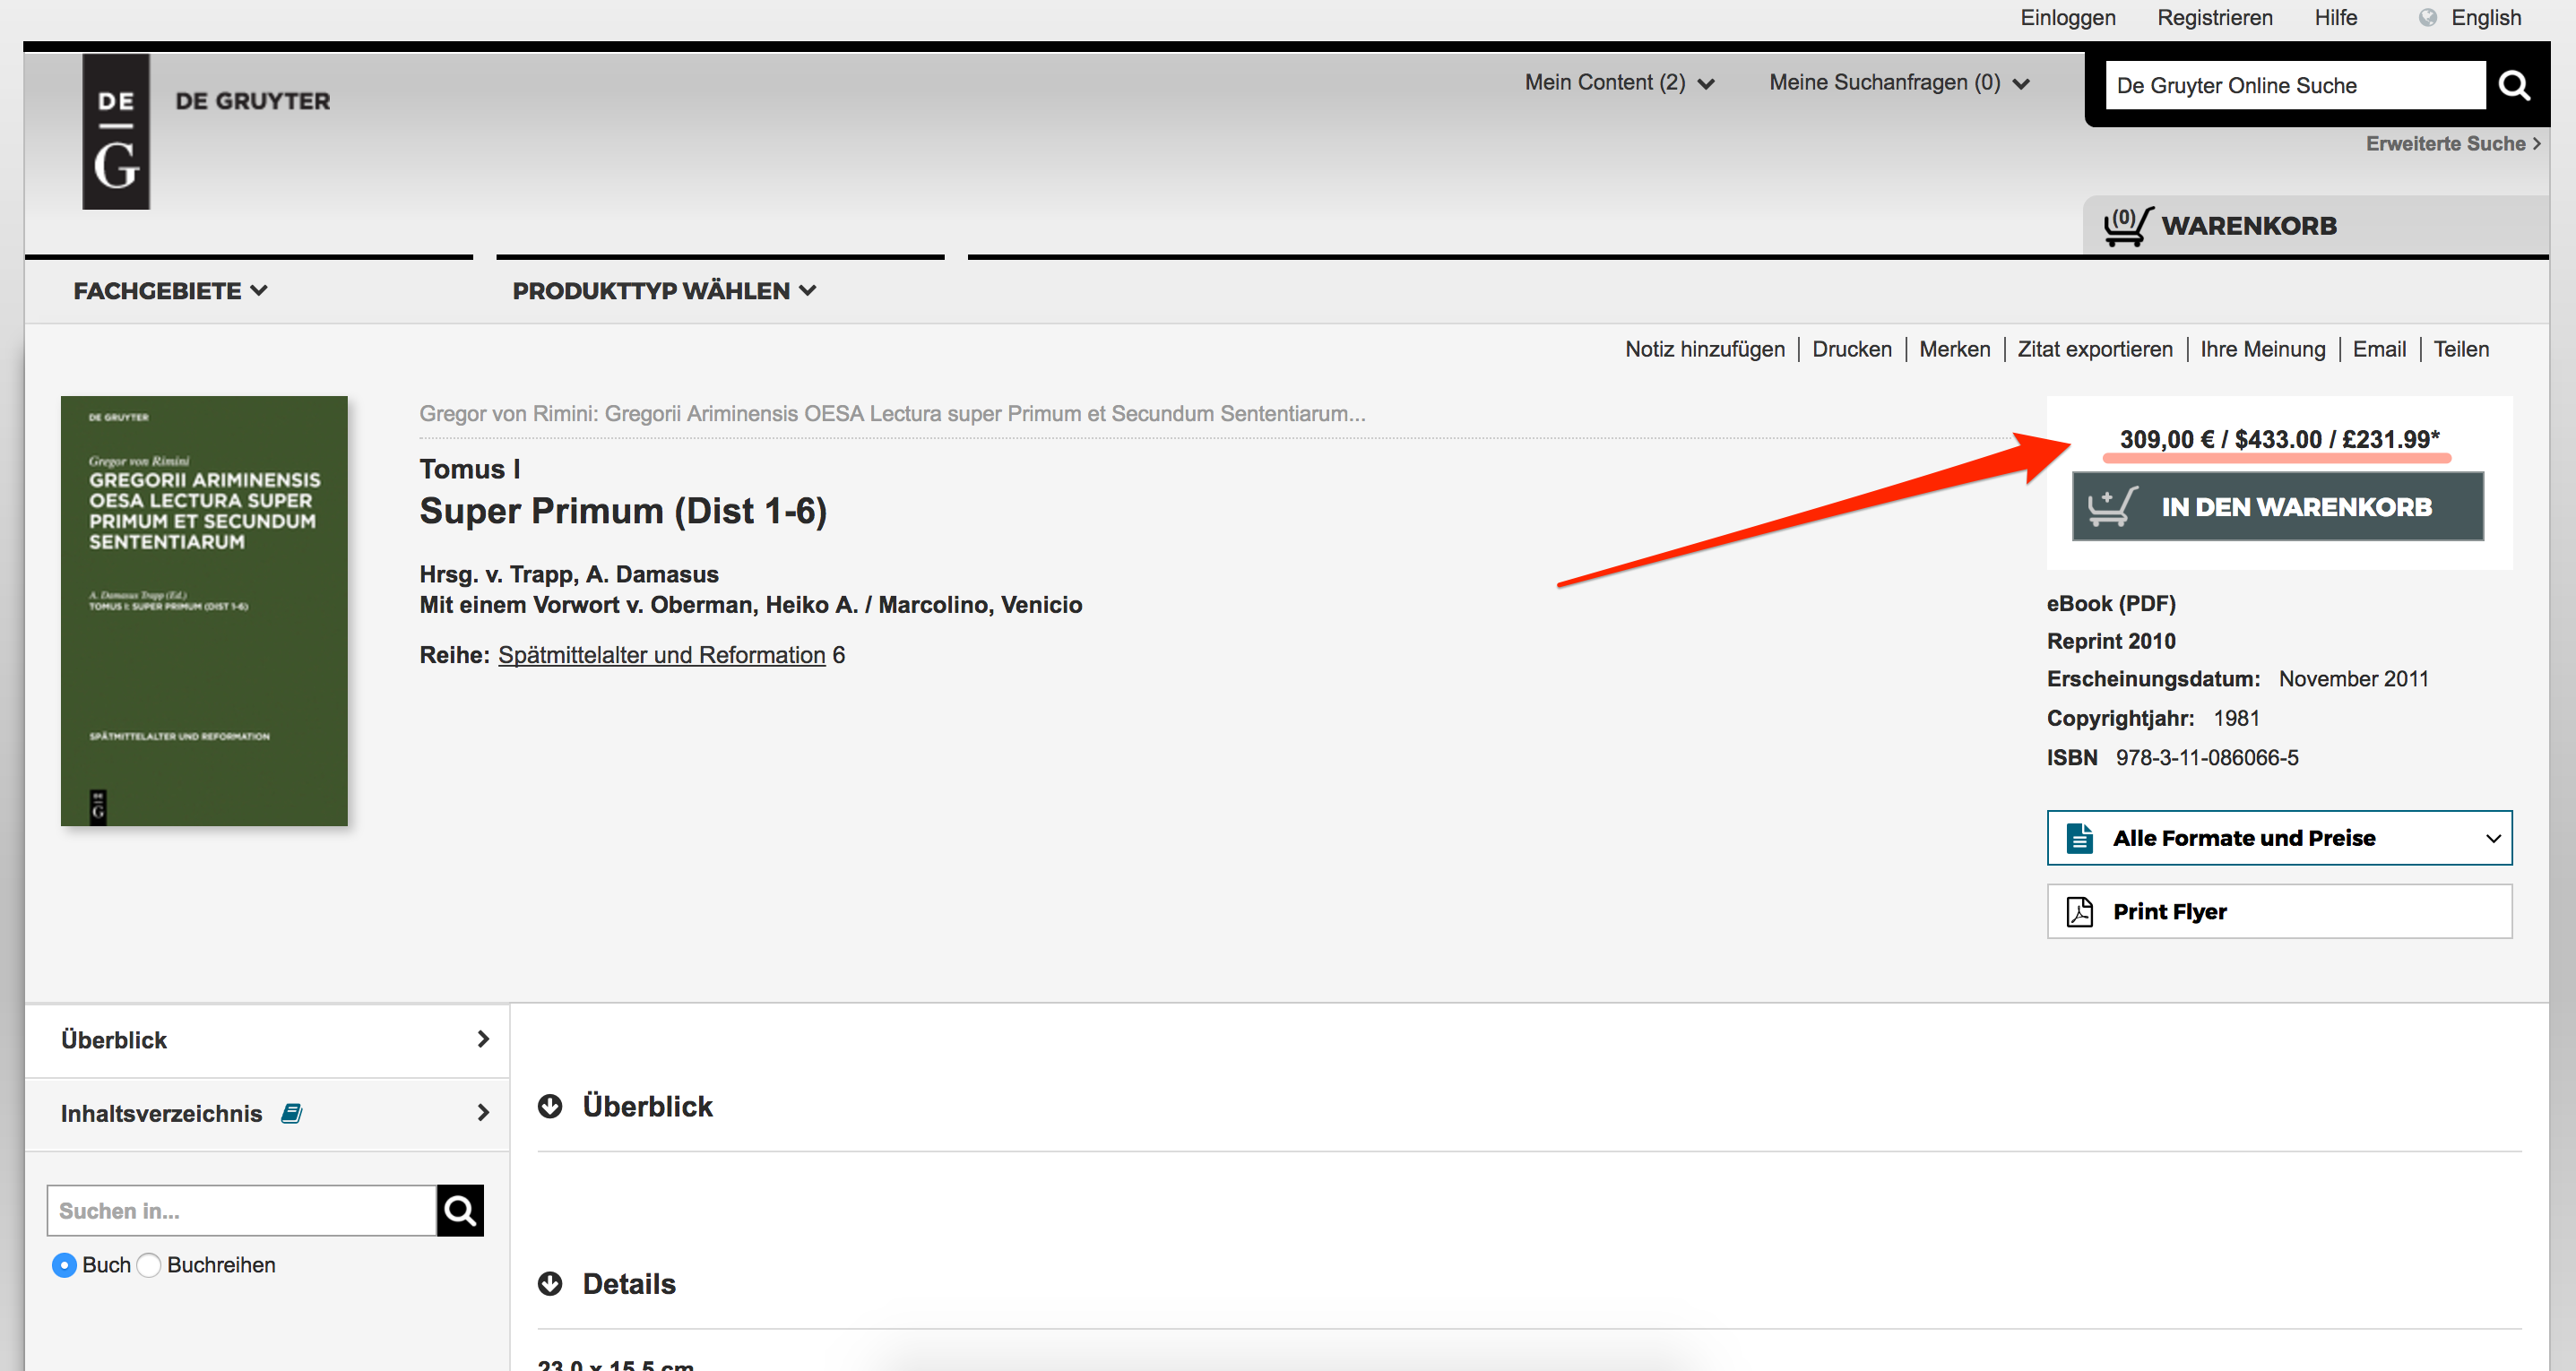 Einloggen Registrieren Hilfe English
DE GRUYTER
DE
G
Mein Content (2) Meine Suchanfragen (0)
De Gruyter Online Suche
Erweiterte Suche
(0) WARENKORB
FACHGEBIETE PRODUKTTYP WÄHLEN
Notiz hinzufügen | Drucken | Merken | Zitat exportieren | Ihre Meinung | Email | Teilen
DE GRUYTER
Gregor von Rimini
GREGORII ARIMINENSIS
OESA LECTURA SUPER
PRIMUM ET SECUNDUM
SENTENTIARUM
A. Damasus Trapp (Ed.)
TOMUS I: SUPER PRIMUM (DIST 1-6)
SPÄTMITTELALTER UND REFORMATION
DE
G
Gregor von Rimini: Gregorii Ariminensis OESA Lectura super Primum et Secundum Sententiarum...
Tomus I
Super Primum (Dist 1-6)
Hrsg. v. Trapp, A. Damasus
Mit einem Vorwort v. Oberman, Heiko A. / Marcolino, Venicio
Reihe: Spätmittelalter und Reformation 6
309,00 € / $433.00 / £231.99*
IN DEN WARENKORB
eBook (PDF)
Reprint 2010
Erscheinungsdatum: November 2011
Copyrightjahr: 1981
ISBN 978-3-11-086066-5
Alle Formate und Preise
Print Flyer
Überblick
Inhaltsverzeichnis
Suchen in...
Buch Buchreihen
Überblick
Details
23,0 x 15,5 cm